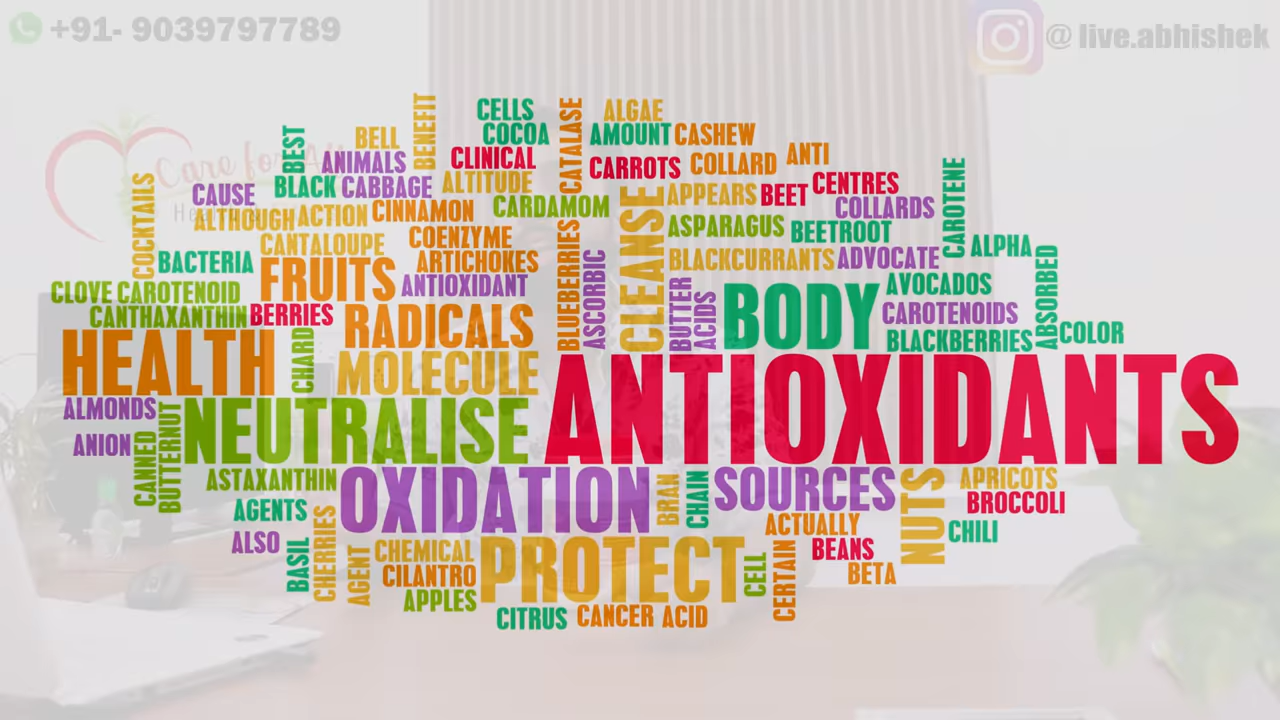 +91- 9039797789
@ live.abhishek
Care for
He
CELLS
CATALASE
ALGAE
BENEFIT
COCOA
AMOUNT
CASHEW
BEST
BELL
ANIMALS
CLINICAL
CARROTS
COLLARD
ANTI
CAUSE
BLACK
CABBAGE
ALTITUDE
APPEARS
BEET
CENTRES
COCKTAILS
ALTHOUGH
ACTION
CINNAMON
CARDAMOM
CLEANSE
COLLARDS
CAROTENE
CANTALOUPE
COENZYME
ASPARAGUS
BEETROOT
ALPHA
BACTERIA
FRUITS
ARTICHOKES
BLUEBERRIES
ASCORBIC
BLACKCURRANTS
ADVOCATE
CLOVE
CAROTENOID
ANTIOXIDANT
BUTTER
ACIDS
BODY
AVOCADOS
ABSORBED
CANTHAXANTHIN
BERRIES
RADICALS
CAROTENOIDS
HEALTH
CHARD
MOLECULE
BLACKBERRIES
COLOR
ALMONDS
NEUTRALISE
ANTIOXIDANTS
ANION
CANNED
BUTTERNUT
ASTAXANTHIN
OXIDATION
BRAN
CHAIN
SOURCES
NUTS
APRICOTS
AGENTS
BROCCOLI
ALSO
BASIL
CHERRIES
AGENT
CHEMICAL
PROTECT
CELL
ACTUALLY
CHILI
CILANTRO
CERTAIN
BEANS
APPLES
BETA
CITRUS
CANCER
ACID